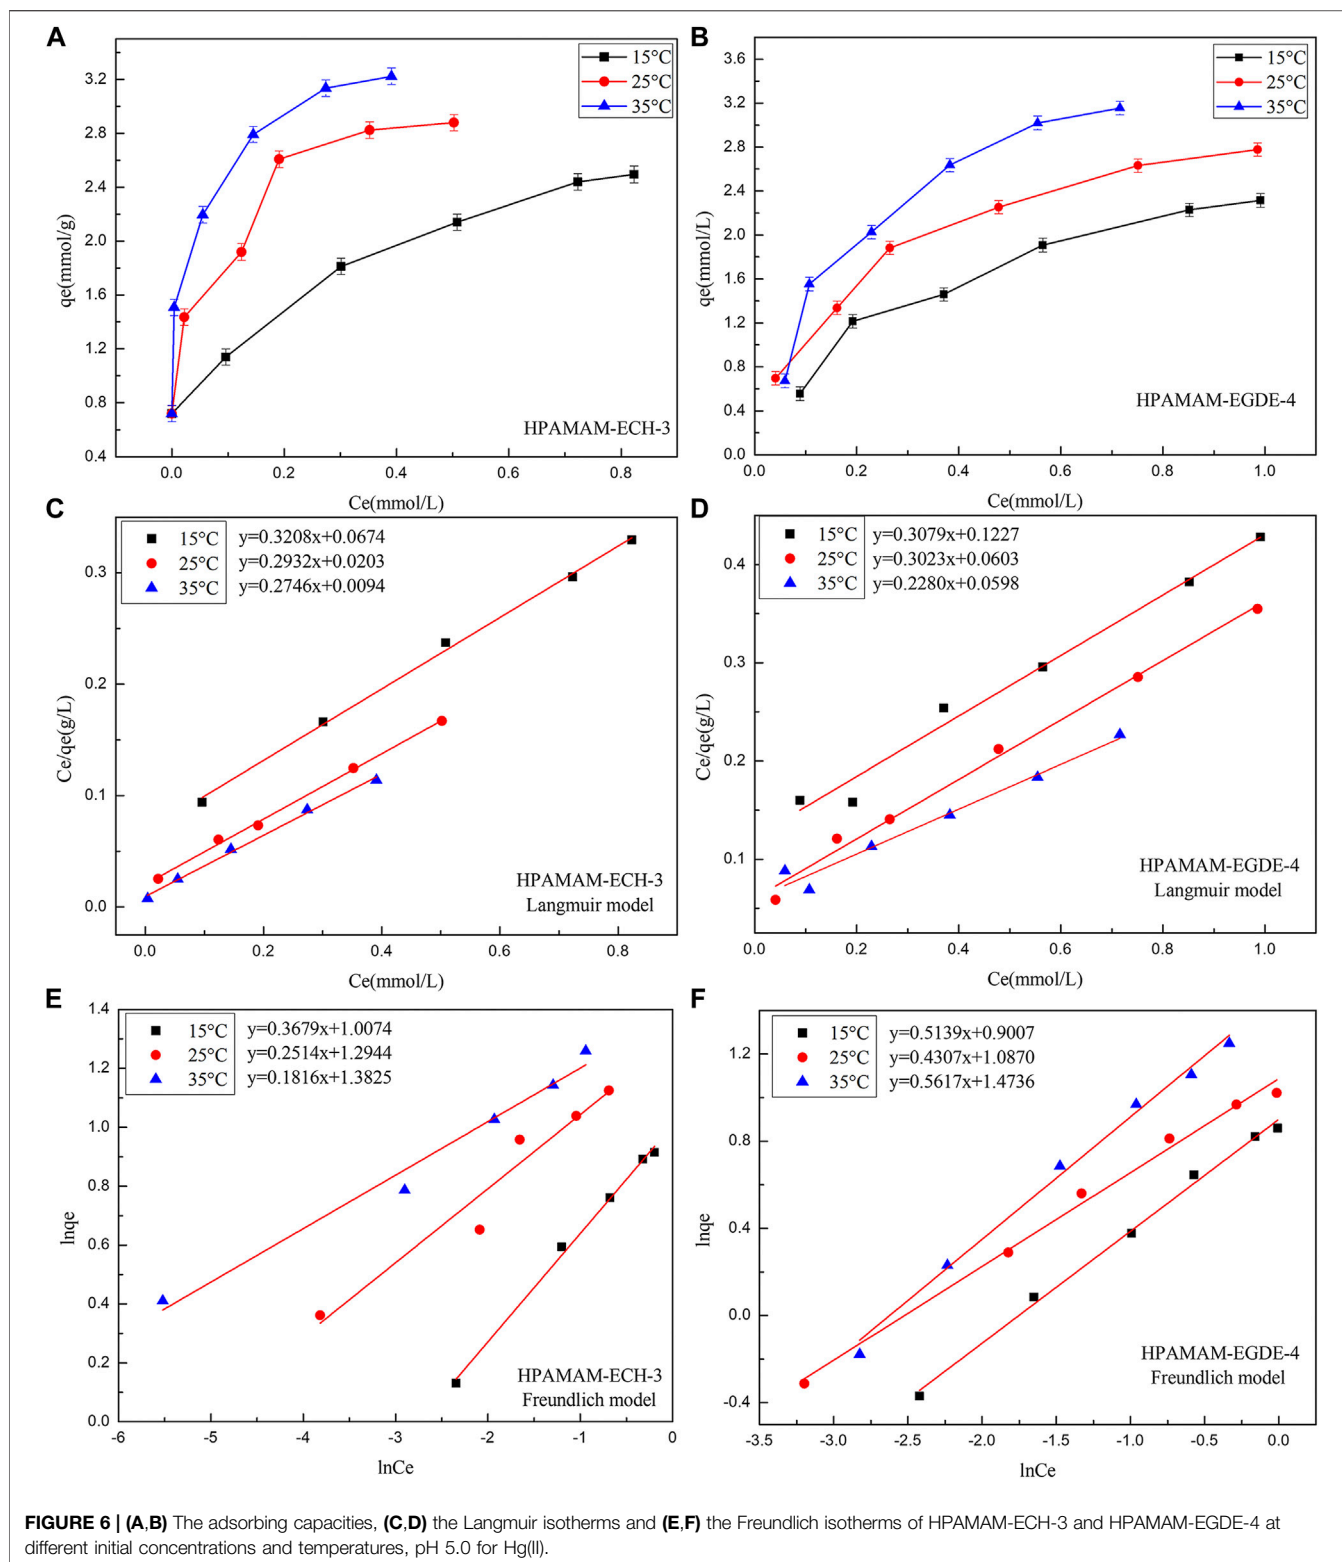 A
15°C
25°C
35°C
3.2
2.8
2.4
2.0
1.6
1.2
0.8
0.4
qe(mmol/g)
HPAMAM-ECH-3
0.0 0.2 0.4 0.6 0.8
Ce(mmol/L)
B
15°C
25°C
35°C
3.6
3.2
2.8
2.4
2.0
1.6
1.2
0.8
0.4
0.0
qe(mmol/L)
HPAMAM-EGDE-4
0.0 0.2 0.4 0.6 0.8 1.0
Ce(mmol/L)
C
15°C y=0.3208x+0.0674
25°C y=0.2932x+0.0203
35°C y=0.2746x+0.0094
0.3
0.2
0.1
0.0
Ce/qe(g/L)
HPAMAM-ECH-3
Langmuir model
0.0 0.2 0.4 0.6 0.8
Ce(mmol/L)
D
15°C y=0.3079x+0.1227
25°C y=0.3023x+0.0603
35°C y=0.2280x+0.0598
0.4
0.3
0.2
0.1
Ce/qe(g/L)
HPAMAM-EGDE-4
Langmuir model
0.0 0.2 0.4 0.6 0.8 1.0
Ce(mmol/L)
E
15°C y=0.3679x+1.0074
25°C y=0.2514x+1.2944
35°C y=0.1816x+1.3825
1.4
1.2
1.0
0.8
0.6
0.4
0.2
0.0
lnqe
HPAMAM-ECH-3
Freundlich model
-6 -5 -4 -3 -2 -1 0
lnCe
F
15°C y=0.5139x+0.9007
25°C y=0.4307x+1.0870
35°C y=0.5617x+1.4736
1.2
0.8
0.4
0.0
-0.4
lnqe
HPAMAM-EGDE-4
Freundlich model
-3.5 -3.0 -2.5 -2.0 -1.5 -1.0 -0.5 0.0
lnCe
FIGURE 6 | (A,B) The adsorbing capacities, (C,D) the Langmuir isotherms and (E,F) the Freundlich isotherms of HPAMAM-ECH-3 and HPAMAM-EGDE-4 at
different initial concentrations and temperatures, pH 5.0 for Hg(II).